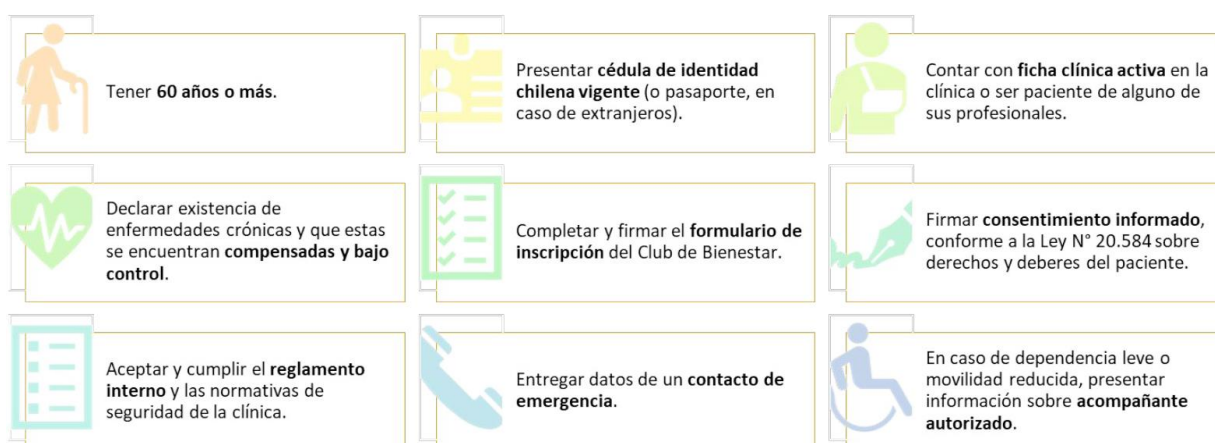 Tener 60 años o más.
Presentar cédula de identidad
chilena vigente (o pasaporte, en
caso de extranjeros).
Contar con ficha clínica activa en la
clínica o ser paciente de alguno de
sus profesionales.
Declarar existencia de
enfermedades crónicas y que estas
se encuentran compensadas y bajo
control.
Completar y firmar el formulario de
inscripción del Club de Bienestar.
Firmar consentimiento informado,
conforme a la Ley N° 20.584 sobre
derechos y deberes del paciente.
Aceptar y cumplir el reglamento
interno y las normativas de
seguridad de la clínica.
Entregar datos de un contacto de
emergencia.
En caso de dependencia leve o
movilidad reducida, presentar
información sobre acompañante
autorizado.